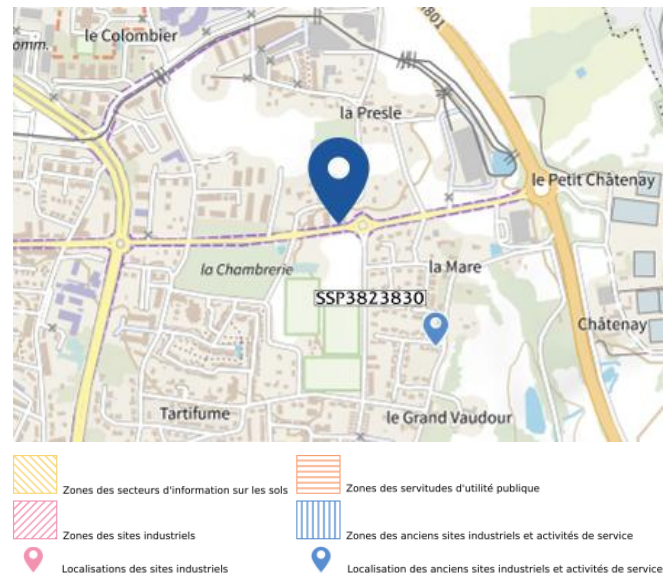 801
le Colombier
omm.
la Presle
le Petit Châtenay
la Chambrerie
la Mare
SSP3823830
Châtenay
Tartifume
le Grand Vaudour
Zones des secteurs d'information sur les sols
Zones des servitudes d'utilité publique
Zones des sites industriels
Zones des anciens sites industriels et activités de service
Localisations des sites industriels
Localisation des anciens sites industriels et activités de service